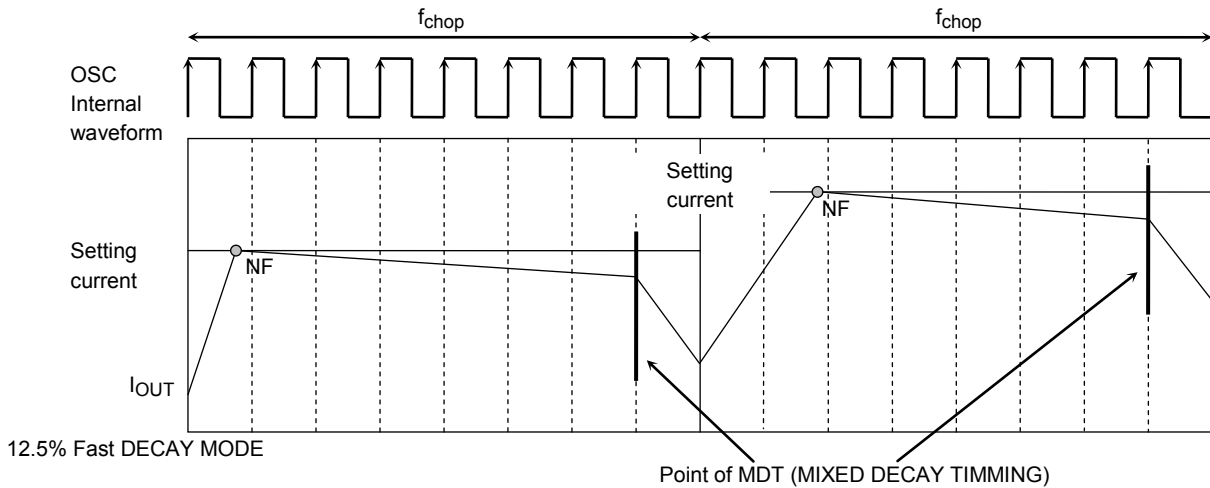 fchop
fchop
OSC
Internal
waveform
Setting
current
NF
Setting
current
NF
IOUT
12.5% Fast DECAY MODE
Point of MDT (MIXED DECAY TIMMING)